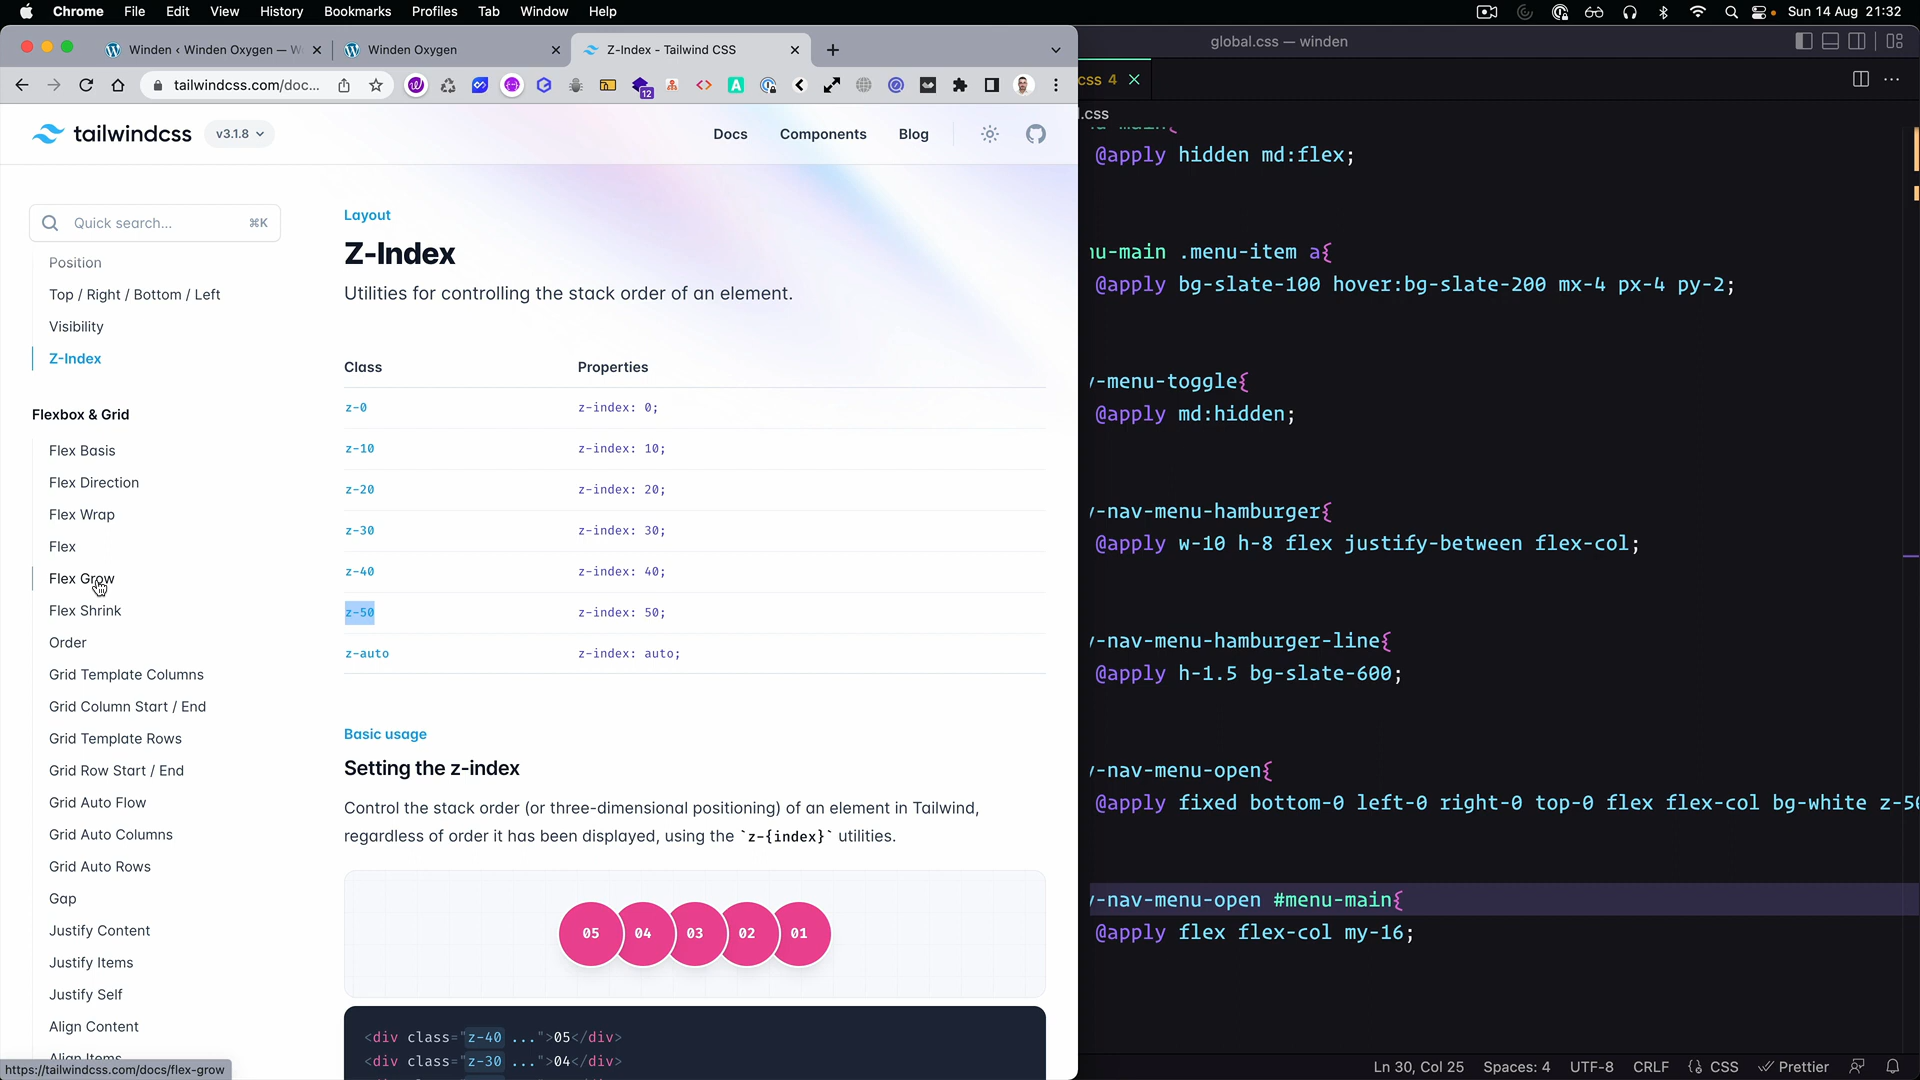 Chrome File Edit View History Bookmarks Profiles Tab Window Help
Sun 14 Aug 21:32
Winden ‹ Winden Oxygen — W
Winden Oxygen
Z-Index - Tailwind CSS
global.css — winden
tailwindcss.com/doc...
12
css 4
l.css
tailwindcss v3.1.8
Docs Components Blog
Quick search... ⌘K
Position
Top / Right / Bottom / Left
Visibility
Z-Index
Flexbox & Grid
Flex Basis
Flex Direction
Flex Wrap
Flex
Flex Grow
Flex Shrink
Order
Grid Template Columns
Grid Column Start / End
Grid Template Rows
Grid Row Start / End
Grid Auto Flow
Grid Auto Columns
Grid Auto Rows
Gap
Justify Content
Justify Items
Justify Self
Align Content
Align Items
https://tailwindcss.com/docs/flex-grow
Layout
Z-Index
Utilities for controlling the stack order of an element.
Class Properties
z-0 z-index: 0;
z-10 z-index: 10;
z-20 z-index: 20;
z-30 z-index: 30;
z-40 z-index: 40;
z-50 z-index: 50;
z-auto z-index: auto;
Basic usage
Setting the z-index
Control the stack order (or three-dimensional positioning) of an element in Tailwind,
regardless of order it has been displayed, using the `z-{index}` utilities.
05 04 03 02 01
<div class="z-40 ...">05</div>
<div class="z-30 ...">04</div>
@apply hidden md:flex;
nu-main .menu-item a{
@apply bg-slate-100 hover:bg-slate-200 mx-4 px-4 py-2;
-menu-toggle{
@apply md:hidden;
-nav-menu-hamburger{
@apply w-10 h-8 flex justify-between flex-col;
-nav-menu-hamburger-line{
@apply h-1.5 bg-slate-600;
-nav-menu-open{
@apply fixed bottom-0 left-0 right-0 top-0 flex flex-col bg-white z-50
-nav-menu-open #menu-main{
@apply flex flex-col my-16;
Ln 30, Col 25 Spaces: 4 UTF-8 CRLF {} CSS Prettier